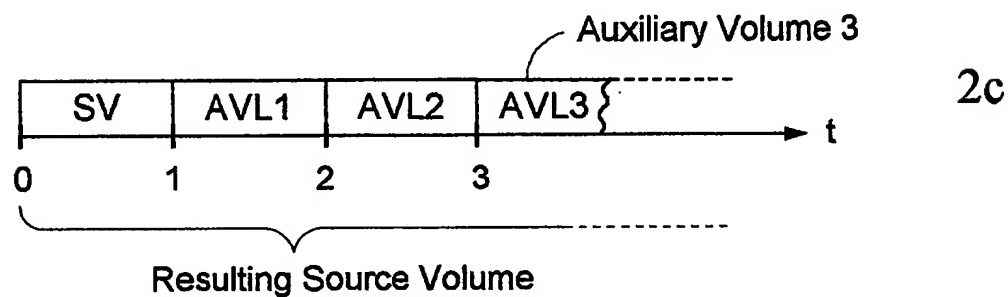 Auxiliary Volume 3
SV AVL1 AVL2 AVL3
2c
t
0 1 2 3
Resulting Source Volume